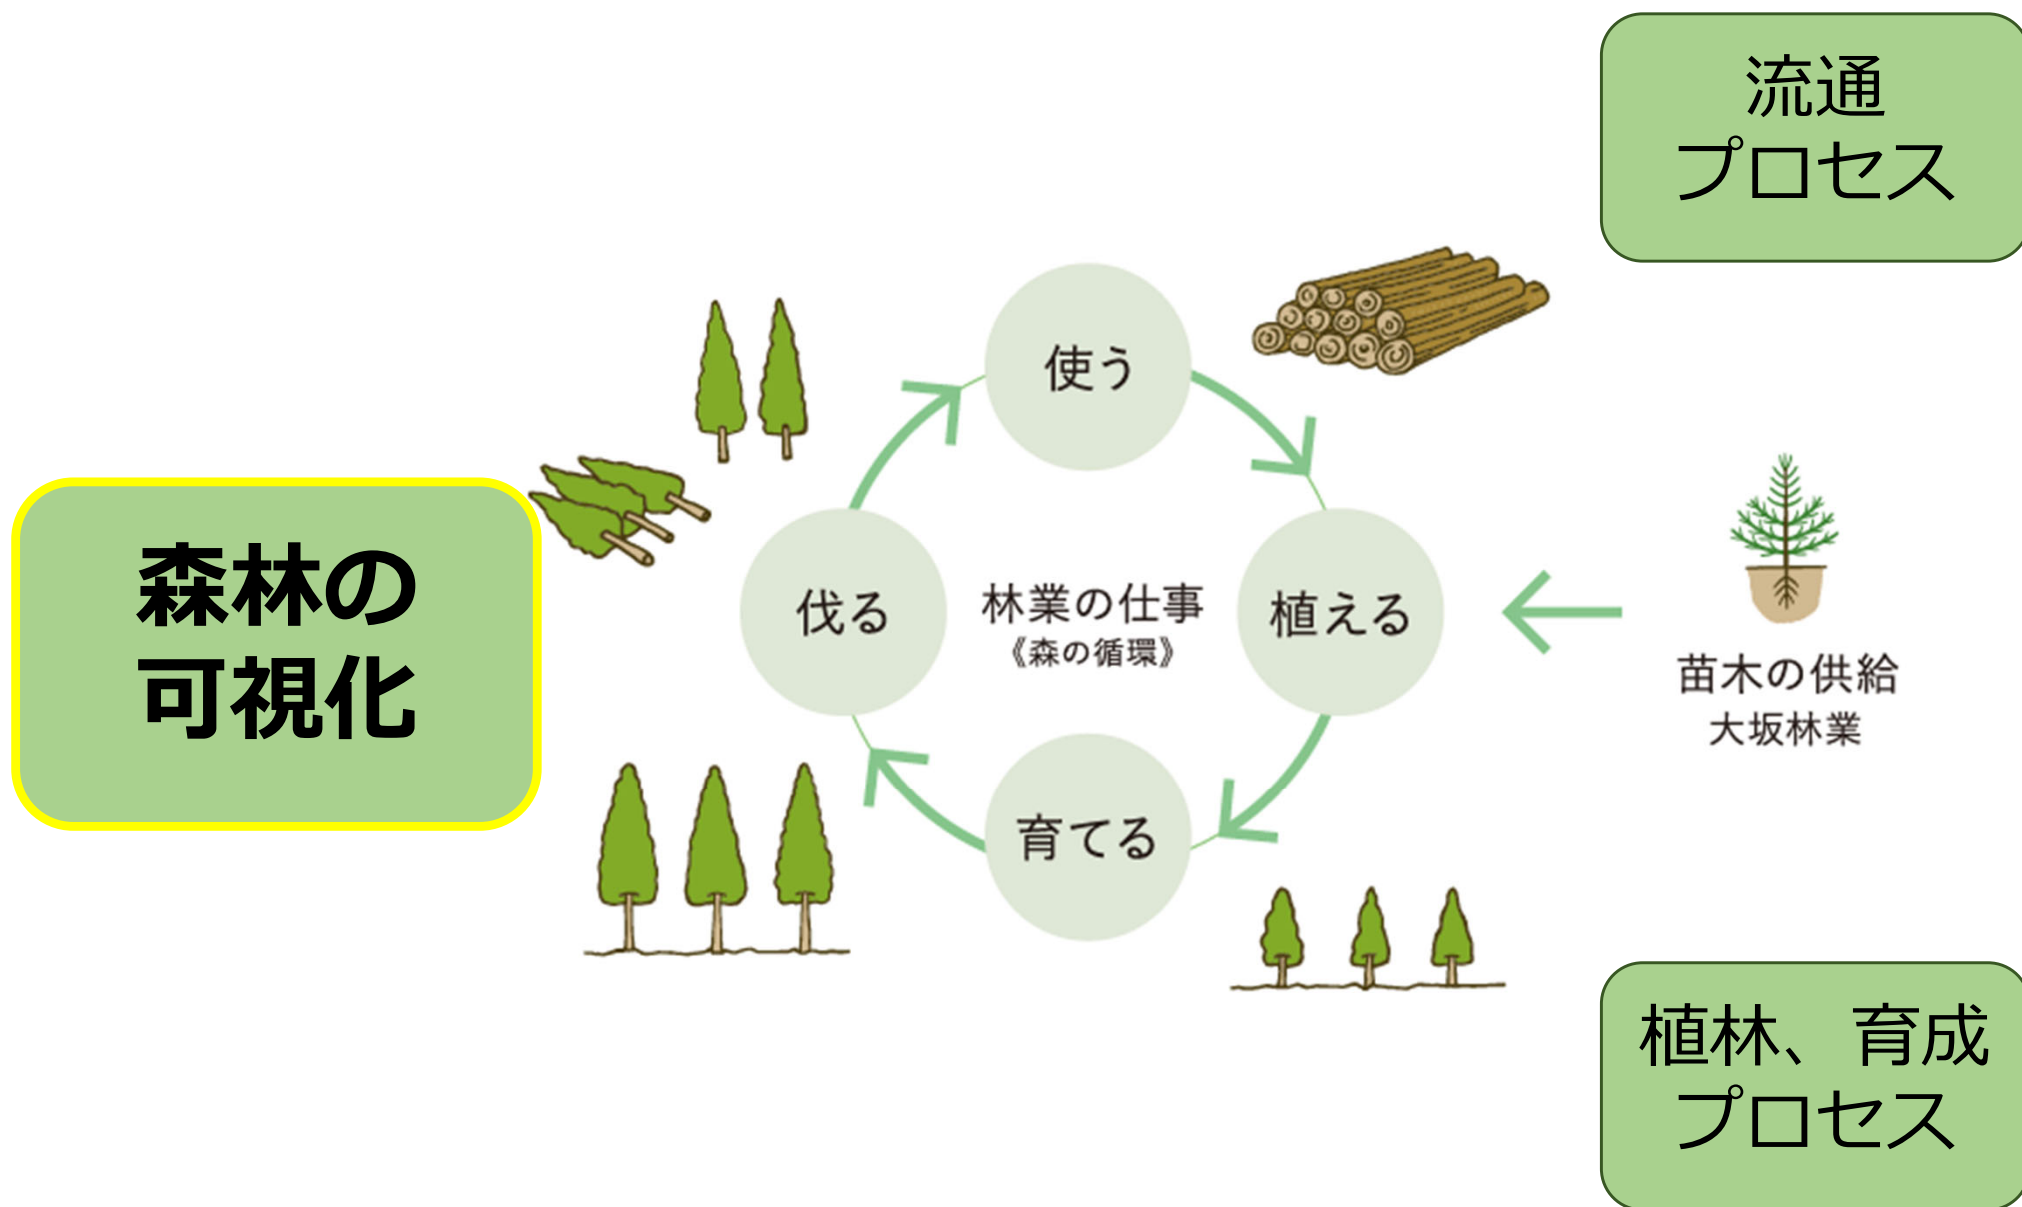 流通
プロセス
使う
森林の
可視化
伐る
林業の仕事
《森の循環》
植える
苗木の供給
大坂林業
育てる
植林、育成
プロセス